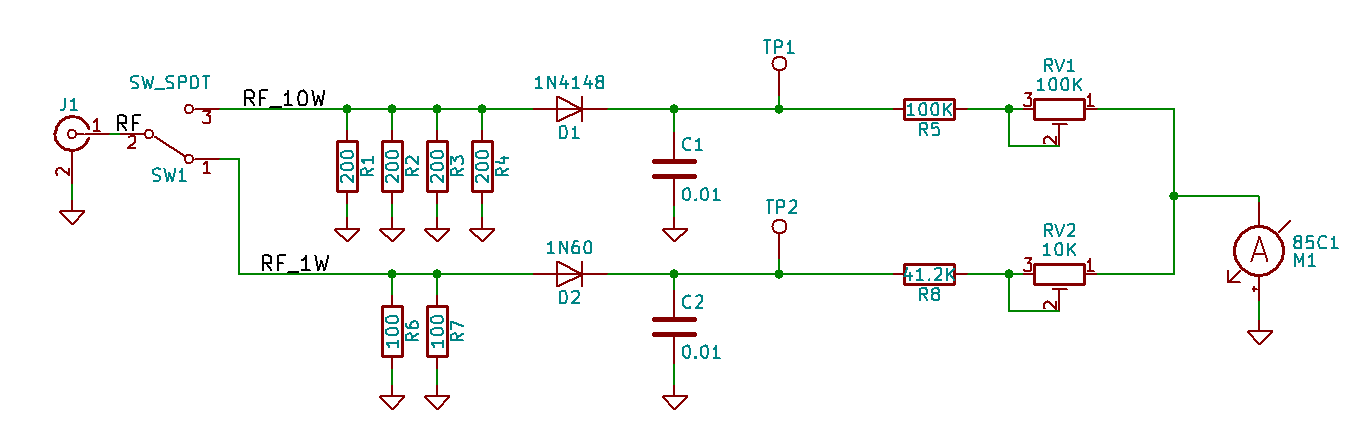 J1
1
2
RF
2
SW_SPDT
3
1
SW1
RF_10W
200
R1
200
R2
200
R3
200
R4
1N4148
D1
C1
0.01
TP1
100K
R5
RV1
100K
3
1
2
RF_1W
100
R6
100
R7
1N60
D2
C2
0.01
TP2
41.2K
R8
RV2
10K
3
1
2
A
85C1
M1
+